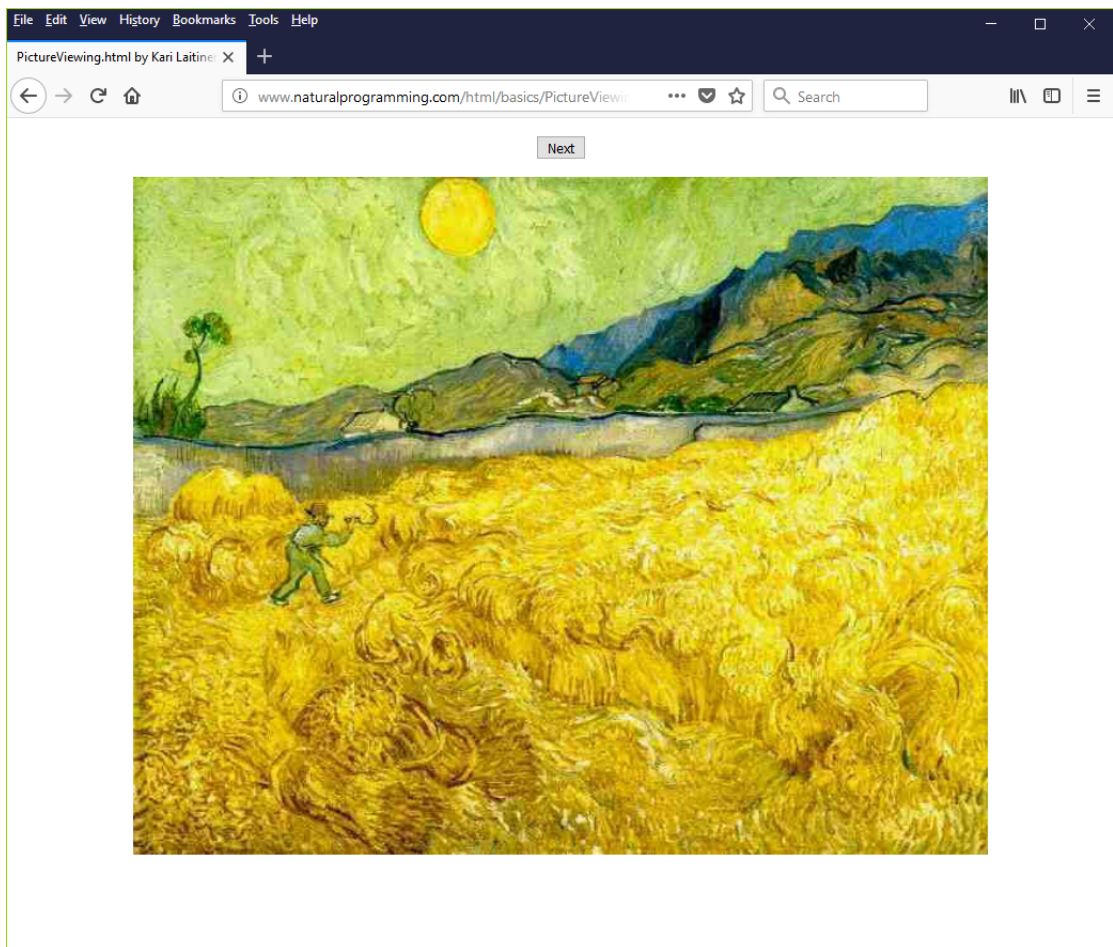 File Edit View History Bookmarks Tools Help
PictureViewing.html by Kari Laitine
www.naturalprogramming.com/html/basics/PictureViewin
Search
Next